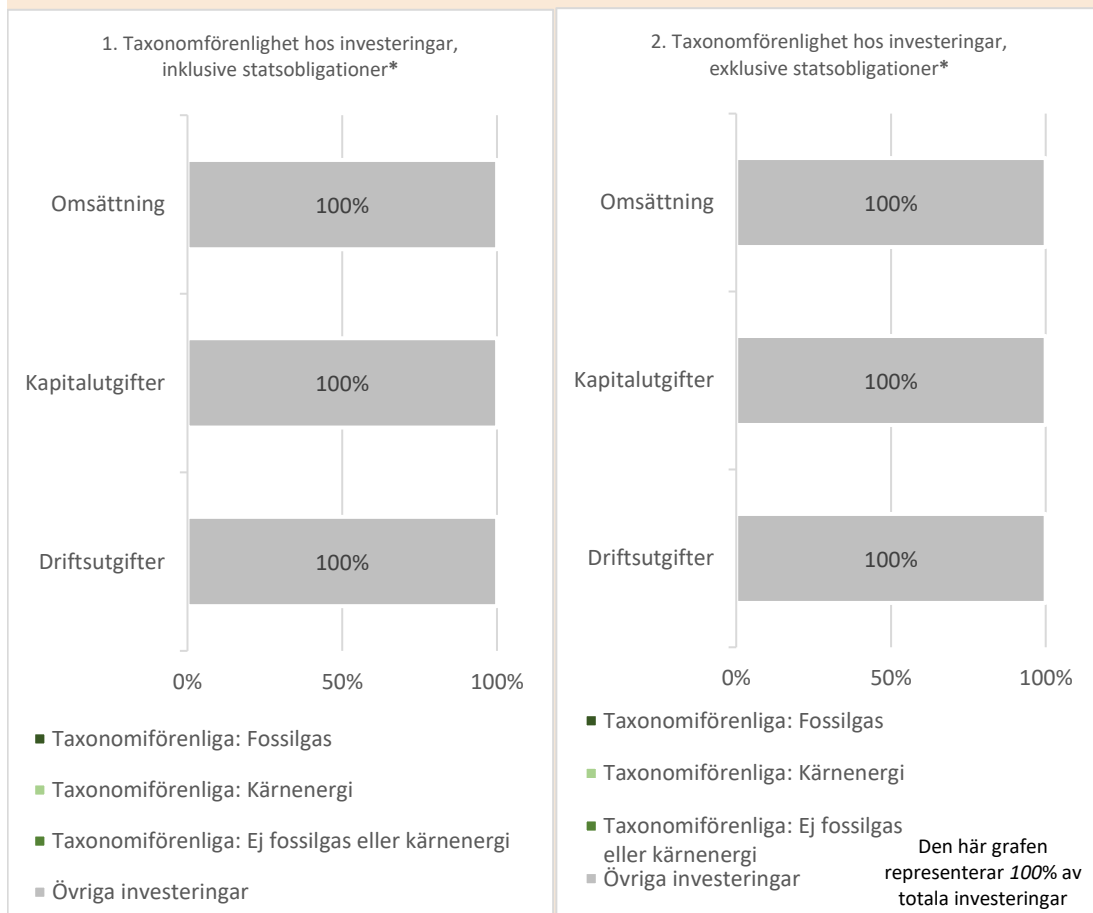 1. Taxonomförenlighet hos investeringar,
inklusive statsobligationer*
Omsättning
100%
Kapitalutgifter
100%
Driftsutgifter
100%
0%
50%
100%
Taxonomiförenliga: Fossilgas
Taxonomiförenliga: Kärnenergi
Taxonomiförenliga: Ej fossilgas eller kärnenergi
Övriga investeringar
2. Taxonomförenlighet hos investeringar,
exklusive statsobligationer*
Omsättning
100%
Kapitalutgifter
100%
Driftsutgifter
100%
0%
50%
100%
Taxonomiförenliga: Fossilgas
Taxonomiförenliga: Kärnenergi
Taxonomiförenliga: Ej fossilgas
eller kärnenergi
Övriga investeringar
Den här grafen
representerar 100% av
totala investeringar